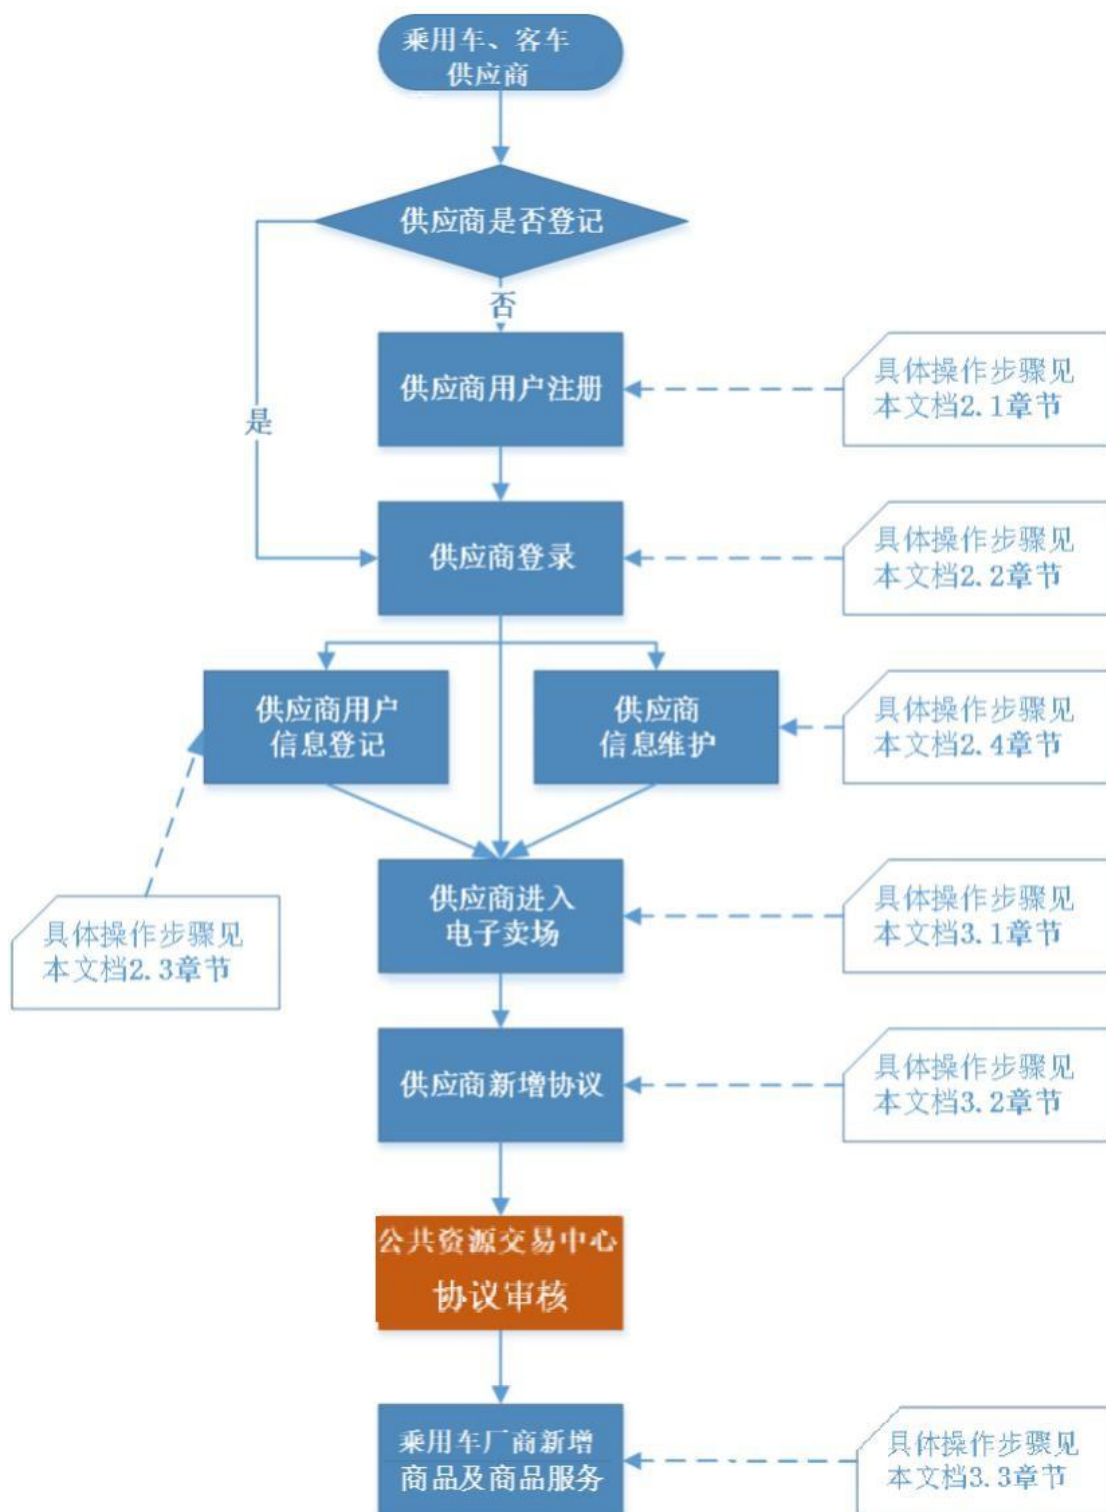 乘用车、客车
供应商
供应商是否登记
否
是
供应商用户注册
具体操作步骤见
本文档2.1章节
供应商登录
具体操作步骤见
本文档2.2章节
供应商用户
信息登记
供应商
信息维护
具体操作步骤见
本文档2.4章节
具体操作步骤见
本文档2.3章节
供应商进入
电子卖场
具体操作步骤见
本文档3.1章节
供应商新增协议
具体操作步骤见
本文档3.2章节
公共资源交易中心
协议审核
乘用车厂商新增
商品及商品服务
具体操作步骤见
本文档3.3章节